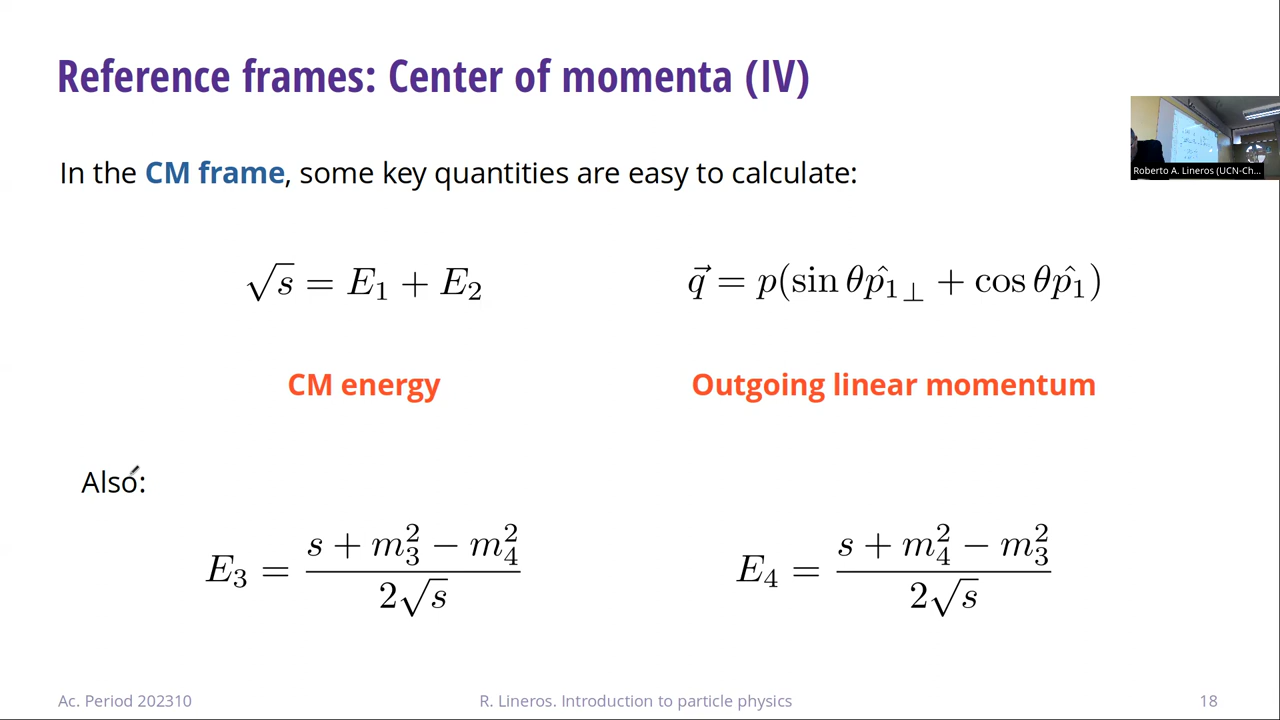 Reference frames: Center of momenta (IV)
In the CM frame, some key quantities are easy to calculate:
Roberto A. Lineros (UCN-Ch...
√s = E₁ + E₂
q⃗ = p(sin θp̂₁⊥ + cos θp̂₁)
CM energy
Outgoing linear momentum
Also:
E₃ = (s + m₃² − m₄²) / (2√s)
E₄ = (s + m₄² − m₃²) / (2√s)
Ac. Period 202310
R. Lineros. Introduction to particle physics
18